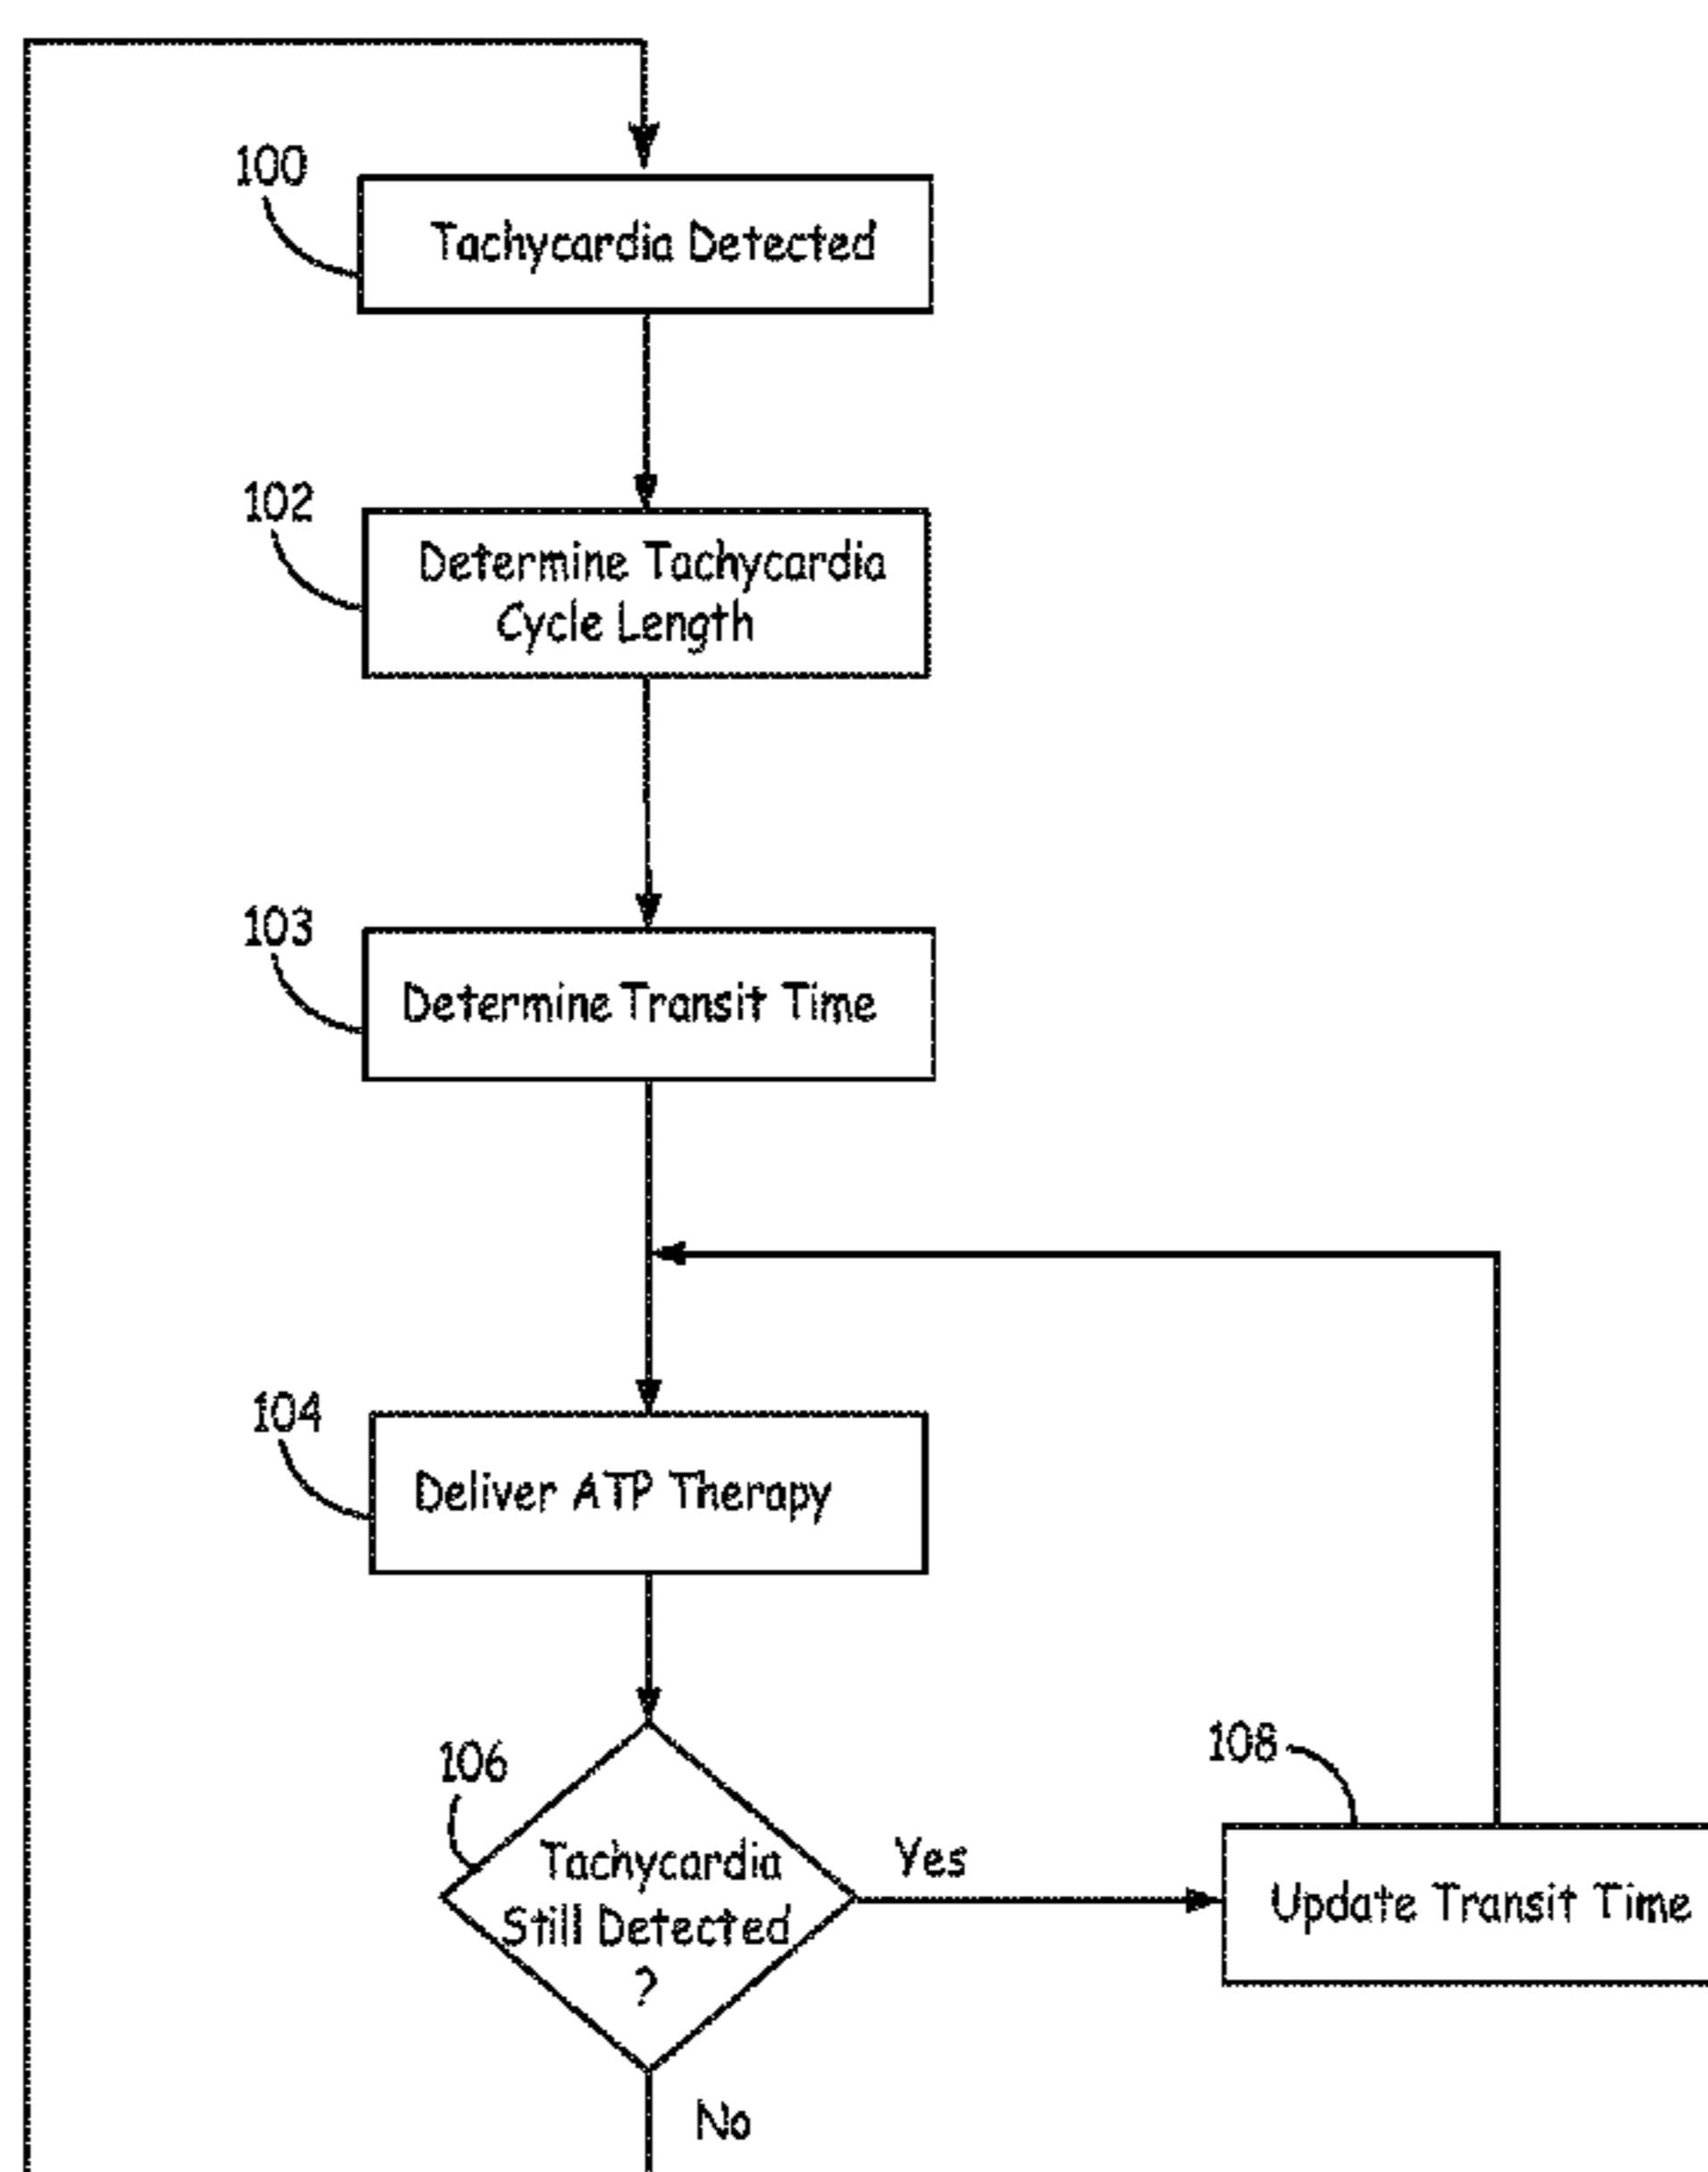 100
Tachycardia Detected
102
Determine Tachycardia
Cycle Length
103
Determine Transit Time
104
Deliver ATP Therapy
106
Tachycardia
Still Detected
?
Yes
108
Update Transit Time
No